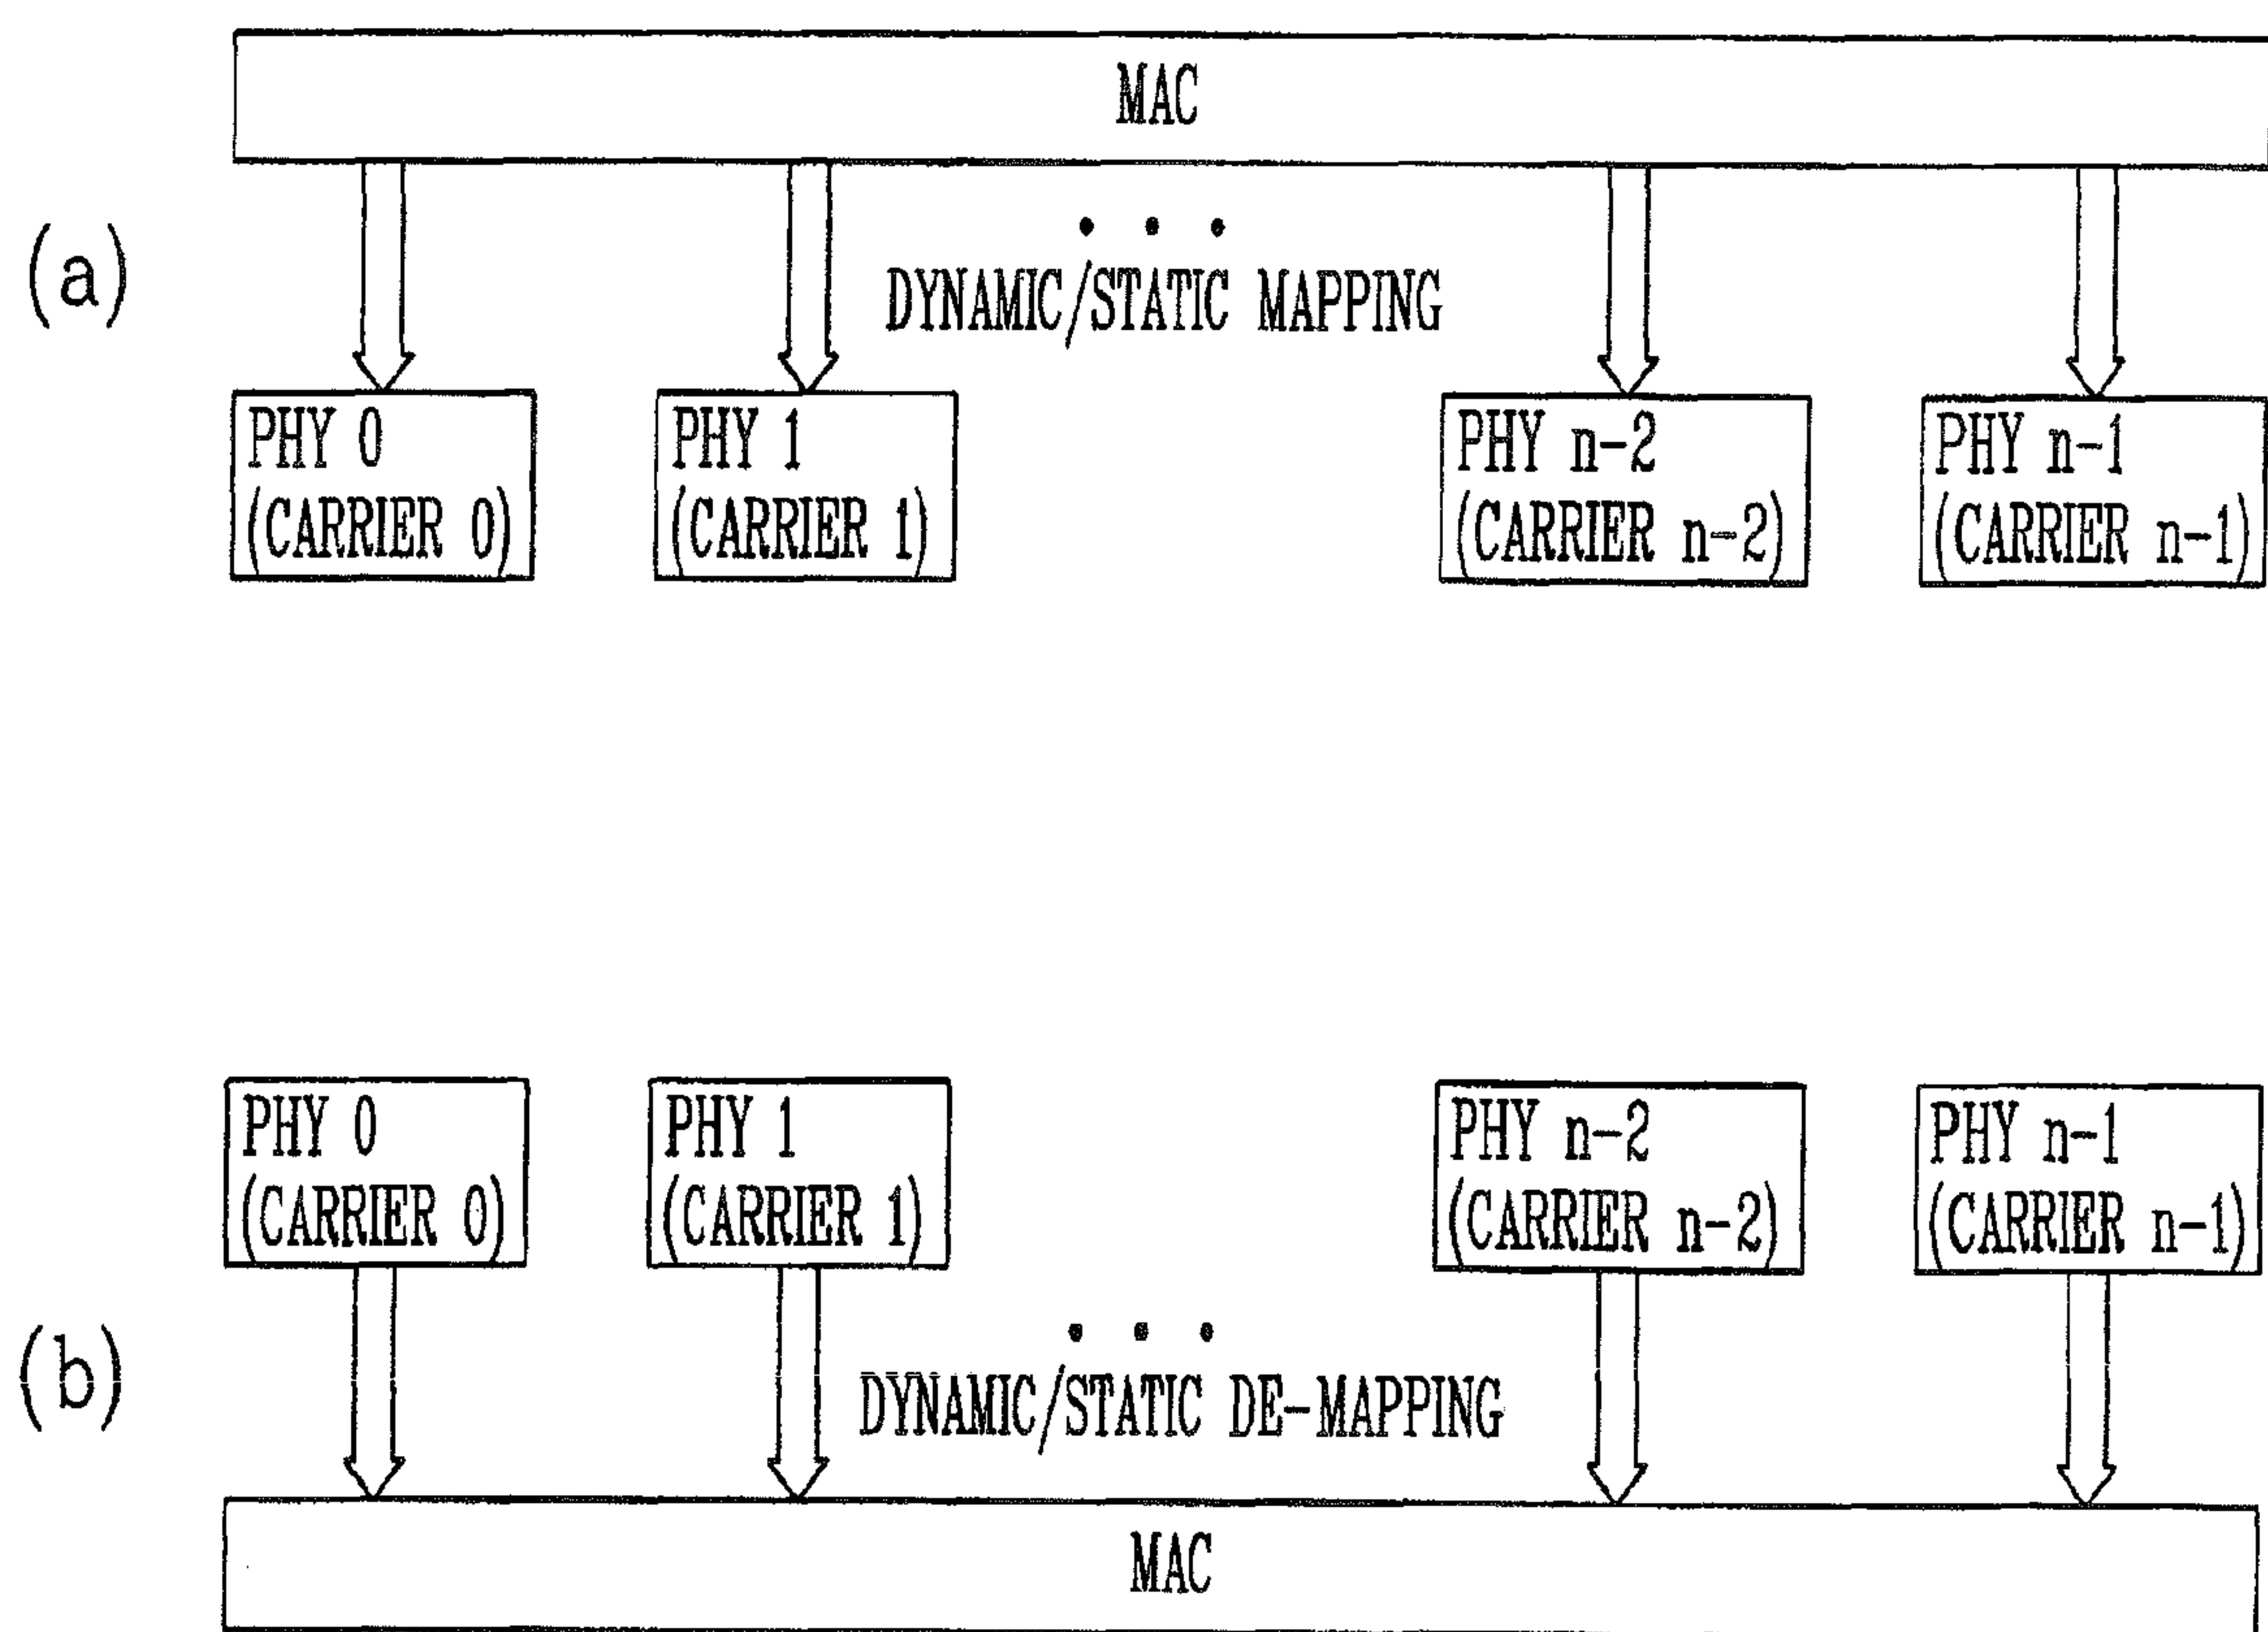 MAC
(a)
• • •
DYNAMIC/STATIC MAPPING
PHY 0
(CARRIER 0)
PHY 1
(CARRIER 1)
PHY n-2
(CARRIER n-2)
PHY n-1
(CARRIER n-1)
PHY 0
(CARRIER 0)
PHY 1
(CARRIER 1)
PHY n-2
(CARRIER n-2)
PHY n-1
(CARRIER n-1)
(b)
• • •
DYNAMIC/STATIC DE-MAPPING
MAC